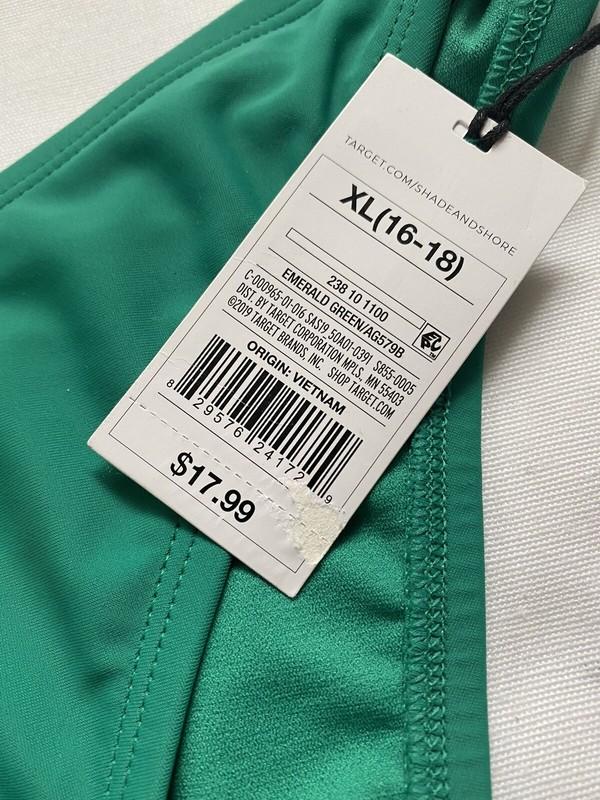 TARGET.COM/SHADEANDSHORE
XL(16-18)
238 10 1100
EMERALD GREEN/AG579B
C-000965-01-016 SAS19 50A01-0391 S855-0005
DIST. BY TARGET CORPORATION MPLS, MN 55403
©2019 TARGET BRANDS, INC. SHOP TARGET.COM
ORIGIN: VIETNAM
8 29576 24172 9
$17.99